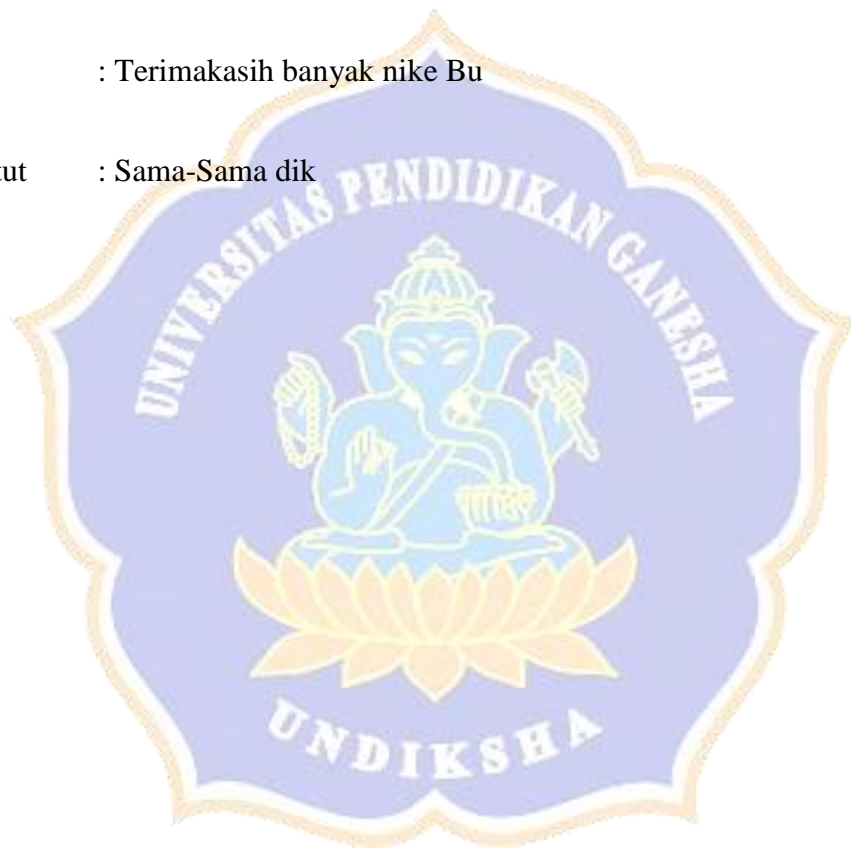 : Terimakasih banyak nike Bu
tut : Sama-Sama dik
UNIVERSITAS PENDIDIKAN GANESHA
UNDIKSHA